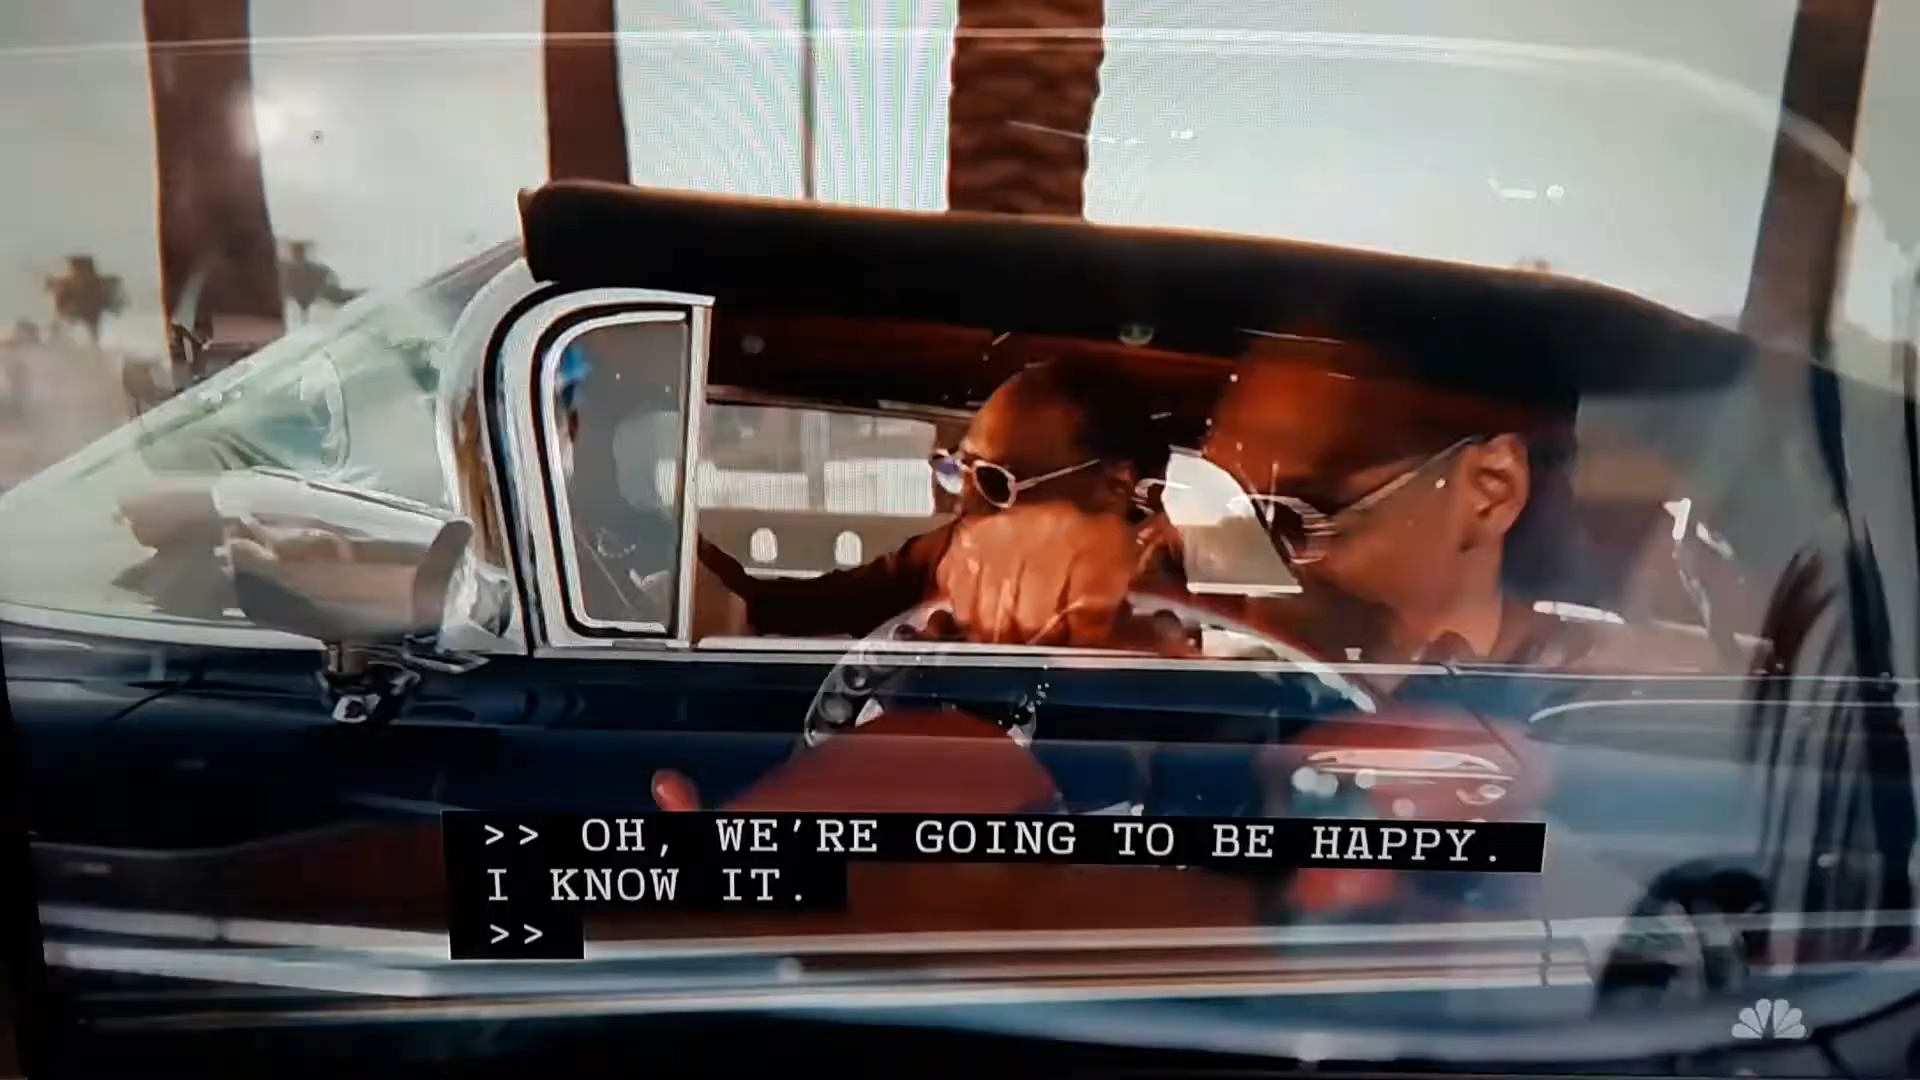 >> OH, WE'RE GOING TO BE HAPPY.
I KNOW IT.
>>